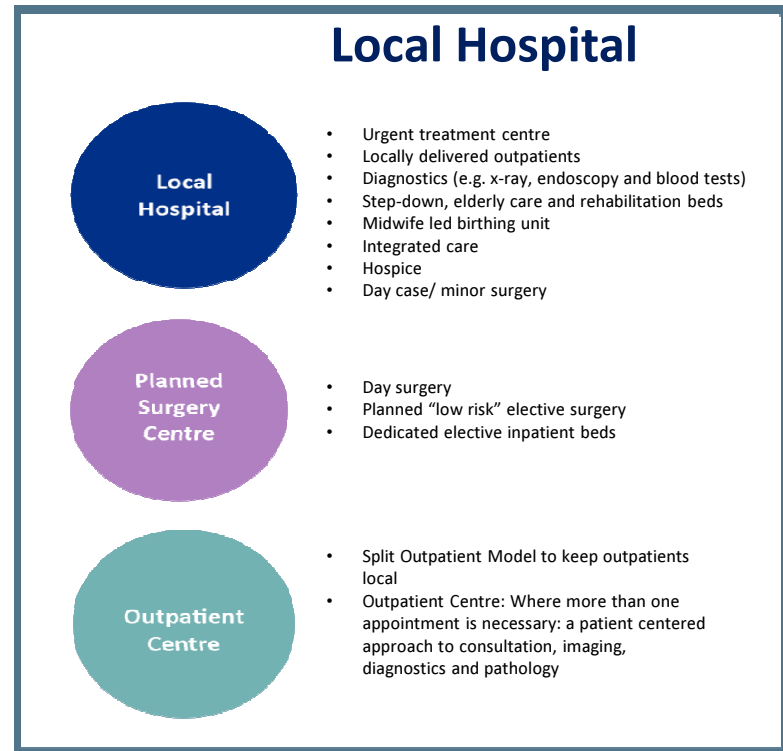 Local Hospital
Local
Hospital
• Urgent treatment centre
• Locally delivered outpatients
• Diagnostics (e.g. x-ray, endoscopy and blood tests)
• Step-down, elderly care and rehabilitation beds
• Midwife led birthing unit
• Integrated care
• Hospice
• Day case/ minor surgery
Planned
Surgery
Centre
• Day surgery
• Planned “low risk” elective surgery
• Dedicated elective inpatient beds
Outpatient
Centre
• Split Outpatient Model to keep outpatients
local
• Outpatient Centre: Where more than one
appointment is necessary: a patient centered
approach to consultation, imaging,
diagnostics and pathology